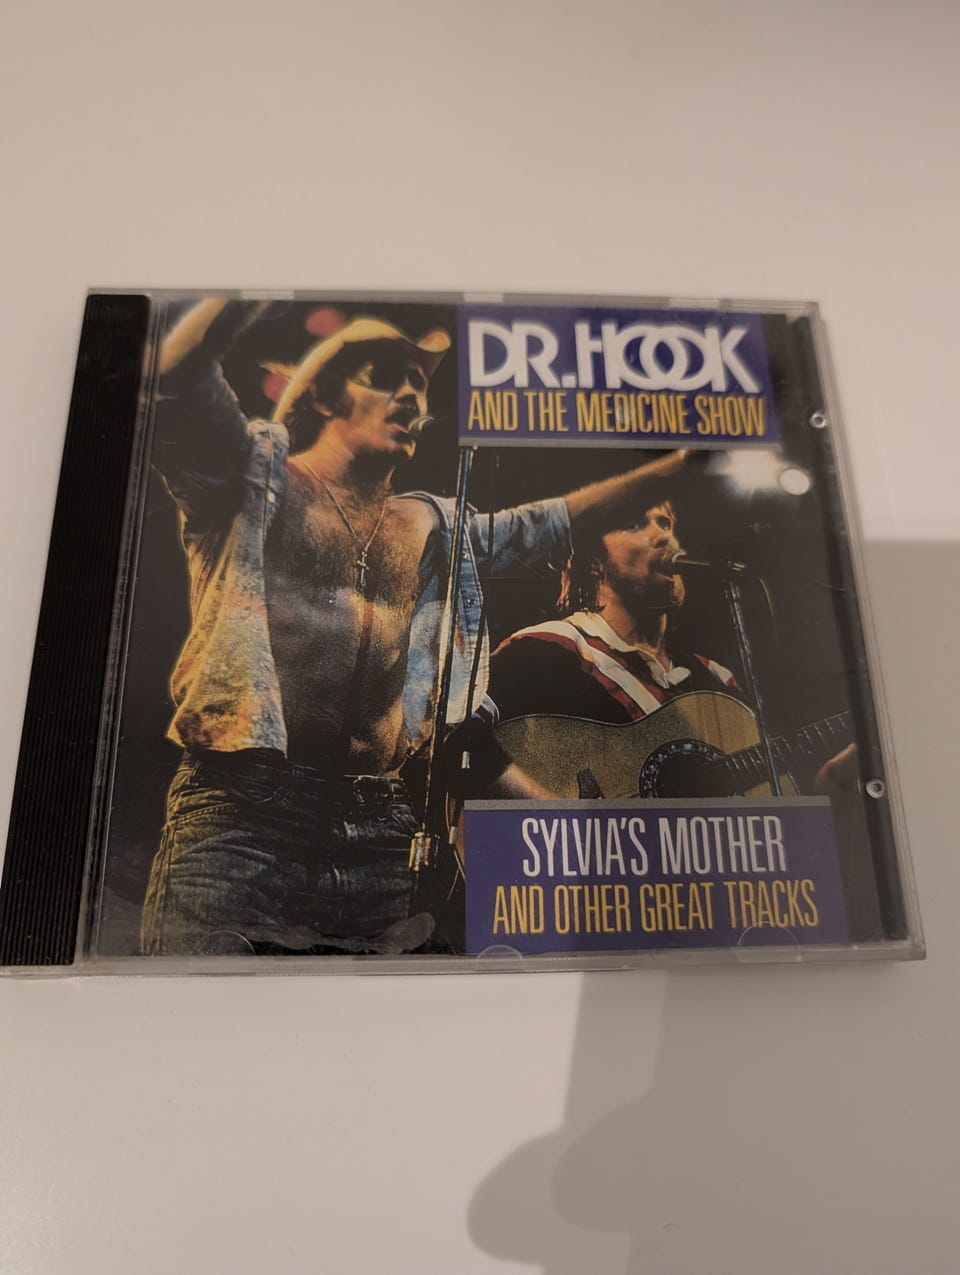 DR.HOOK
AND THE MEDICINE SHOW
SYLVIA'S MOTHER
AND OTHER GREAT TRACKS